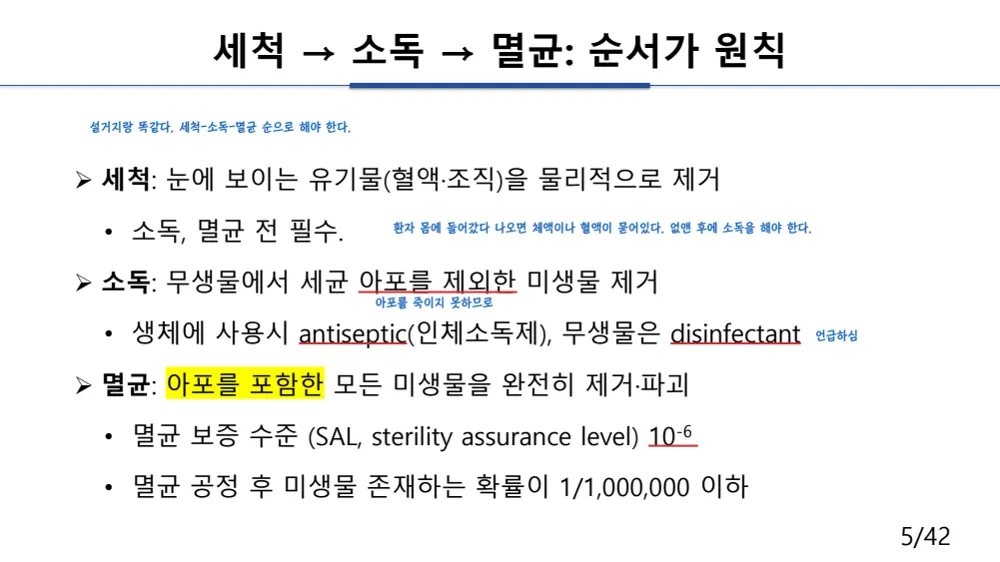 세척 → 소독 → 멸균: 순서가 원칙
설거지랑 똑같다. 세척-소독-멸균 순으로 해야 한다.
➢ 세척: 눈에 보이는 유기물(혈액·조직)을 물리적으로 제거
• 소독, 멸균 전 필수. 환자 몸에 들어갔다 나오면 체액이나 혈액이 묻어있다. 없앤 후에 소독을 해야 한다.
➢ 소독: 무생물에서 세균 아포를 제외한 미생물 제거
아포를 죽이지 못하므로
• 생체에 사용시 antiseptic(인체소독제), 무생물은 disinfectant 언급하심
➢ 멸균: 아포를 포함한 모든 미생물을 완전히 제거·파괴
• 멸균 보증 수준 (SAL, sterility assurance level) 10⁻⁶
• 멸균 공정 후 미생물 존재하는 확률이 1/1,000,000 이하
5/42